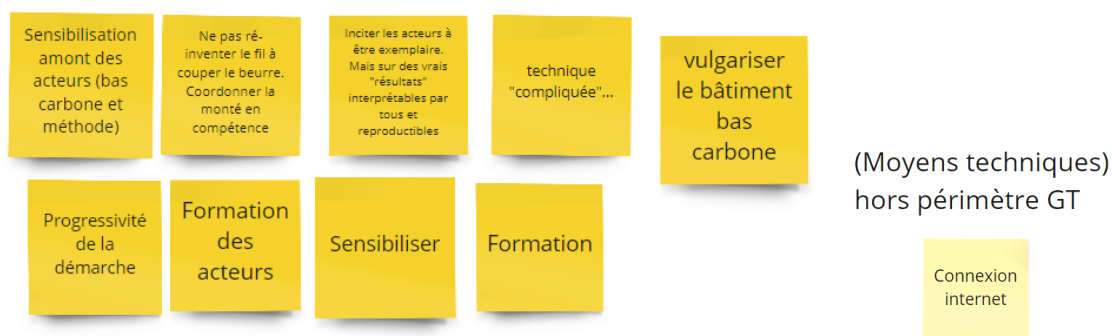 Sensibilisation
amont des
acteurs (bas
carbone et
méthode)
Ne pas ré-
inventer le fil à
couper le beurre.
Coordonner la
monté en
compétence
Inciter les acteurs à
être exemplaire.
Mais sur des vrais
"résultats"
interprétables par
tous et
reproductibles
technique
"compliquée"...
vulgariser
le bâtiment
bas
carbone
Progressivité
de la
démarche
Formation
des
acteurs
Sensibiliser
Formation
(Moyens techniques)
hors périmètre GT
Connexion
internet